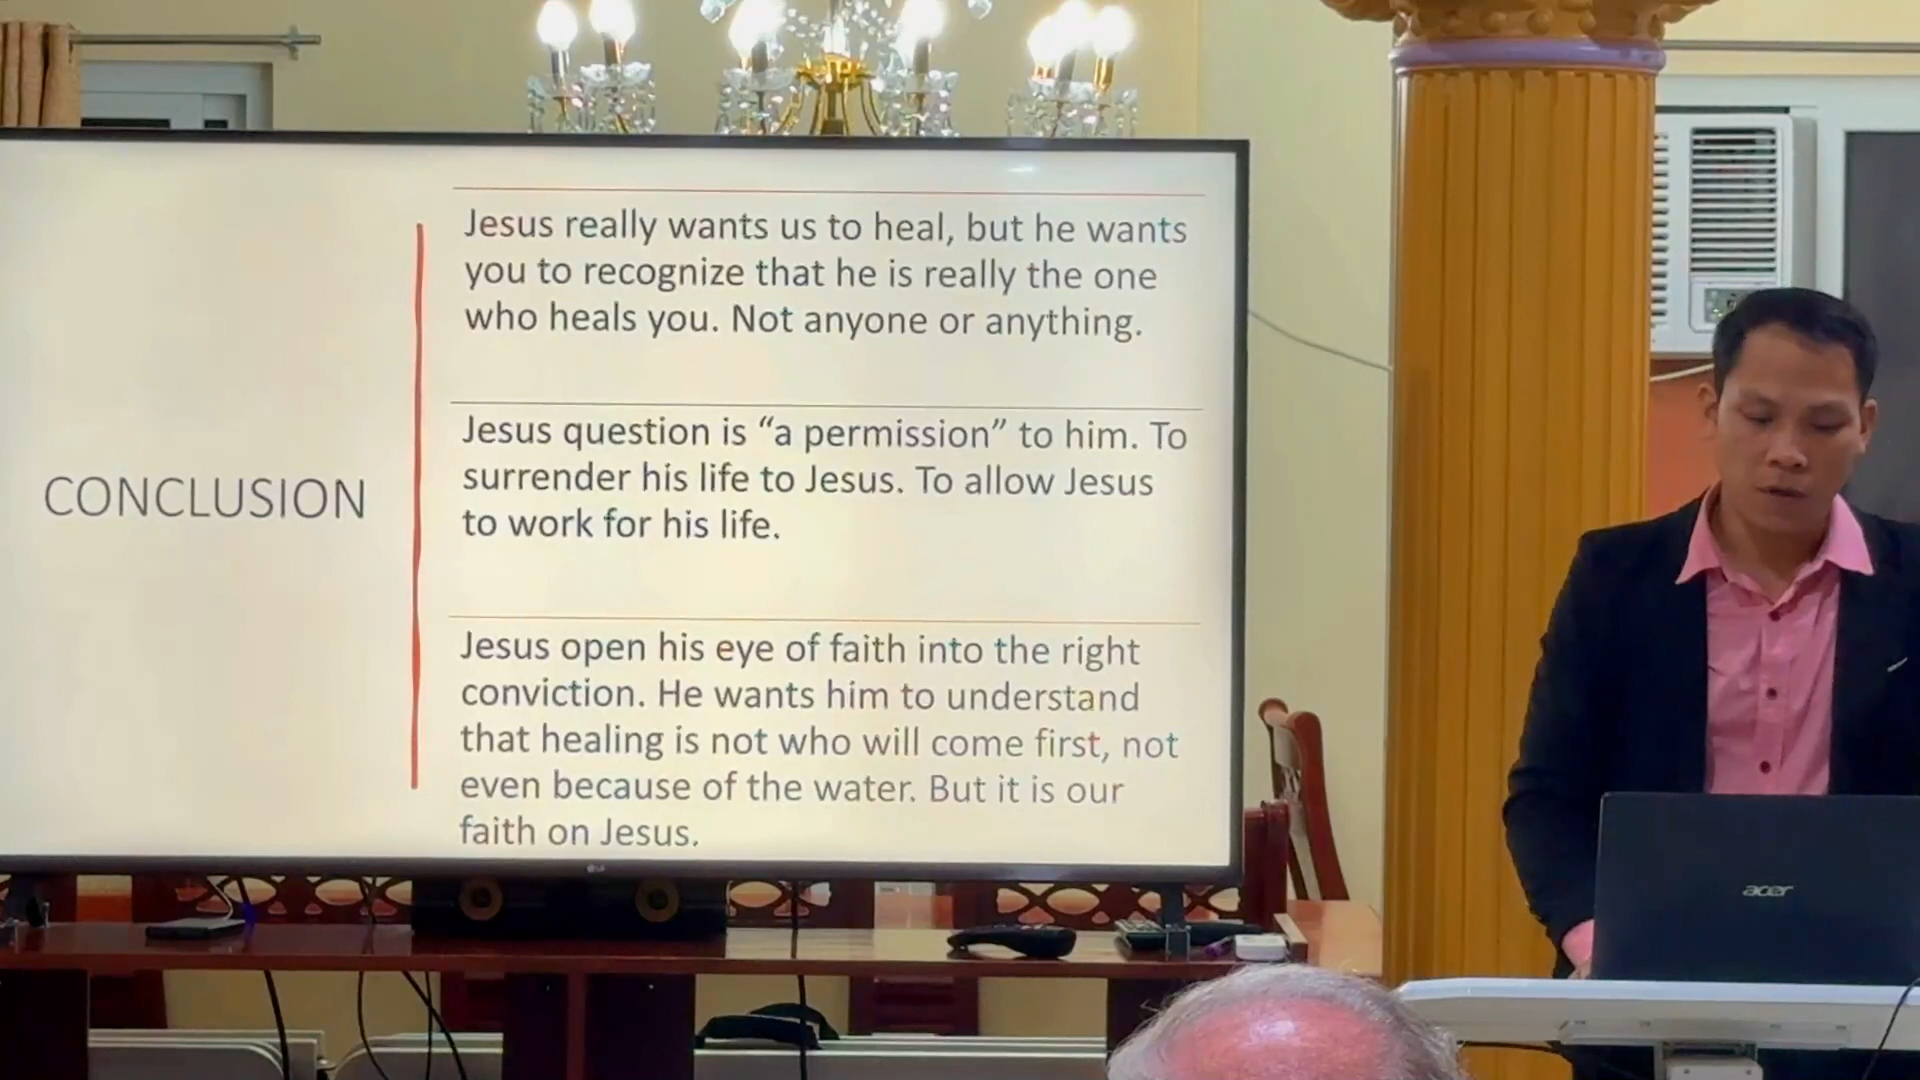 CONCLUSION
Jesus really wants us to heal, but he wants
you to recognize that he is really the one
who heals you. Not anyone or anything.
Jesus question is “a permission” to him. To
surrender his life to Jesus. To allow Jesus
to work for his life.
Jesus open his eye of faith into the right
conviction. He wants him to understand
that healing is not who will come first, not
even because of the water. But it is our
faith on Jesus.
LG
acer